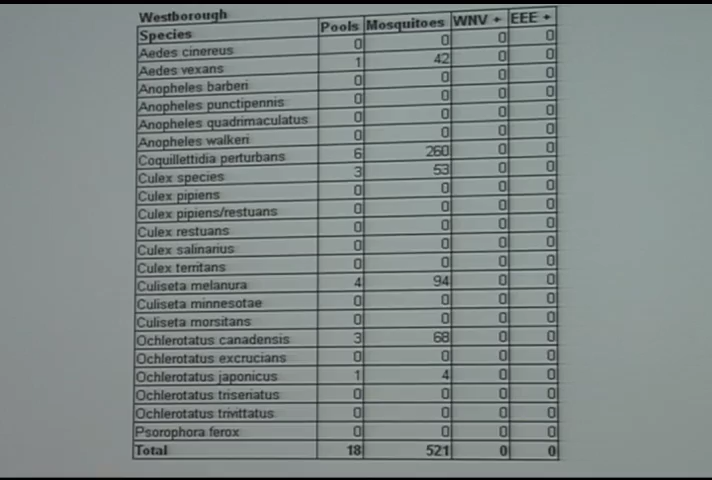 Westborough
Species Pools Mosquitoes WNV + EEE +
Aedes cinereus 0 0 0 0
Aedes vexans 1 42 0 0
Anopheles barberi 0 0 0 0
Anopheles punctipennis 0 0 0 0
Anopheles quadrimaculatus 0 0 0 0
Anopheles walkeri 0 0 0 0
Coquillettidia perturbans 6 260 0 0
Culex species 3 53 0 0
Culex pipiens 0 0 0 0
Culex pipiens/restuans 0 0 0 0
Culex restuans 0 0 0 0
Culex salinarius 0 0 0 0
Culex territans 0 0 0 0
Culiseta melanura 4 94 0 0
Culiseta minnesotae 0 0 0 0
Culiseta morsitans 0 0 0 0
Ochlerotatus canadensis 3 68 0 0
Ochlerotatus excrucians 0 0 0 0
Ochlerotatus japonicus 1 4 0 0
Ochlerotatus triseriatus 0 0 0 0
Ochlerotatus trivittatus 0 0 0 0
Psorophora ferox 0 0 0 0
Total 18 521 0 0